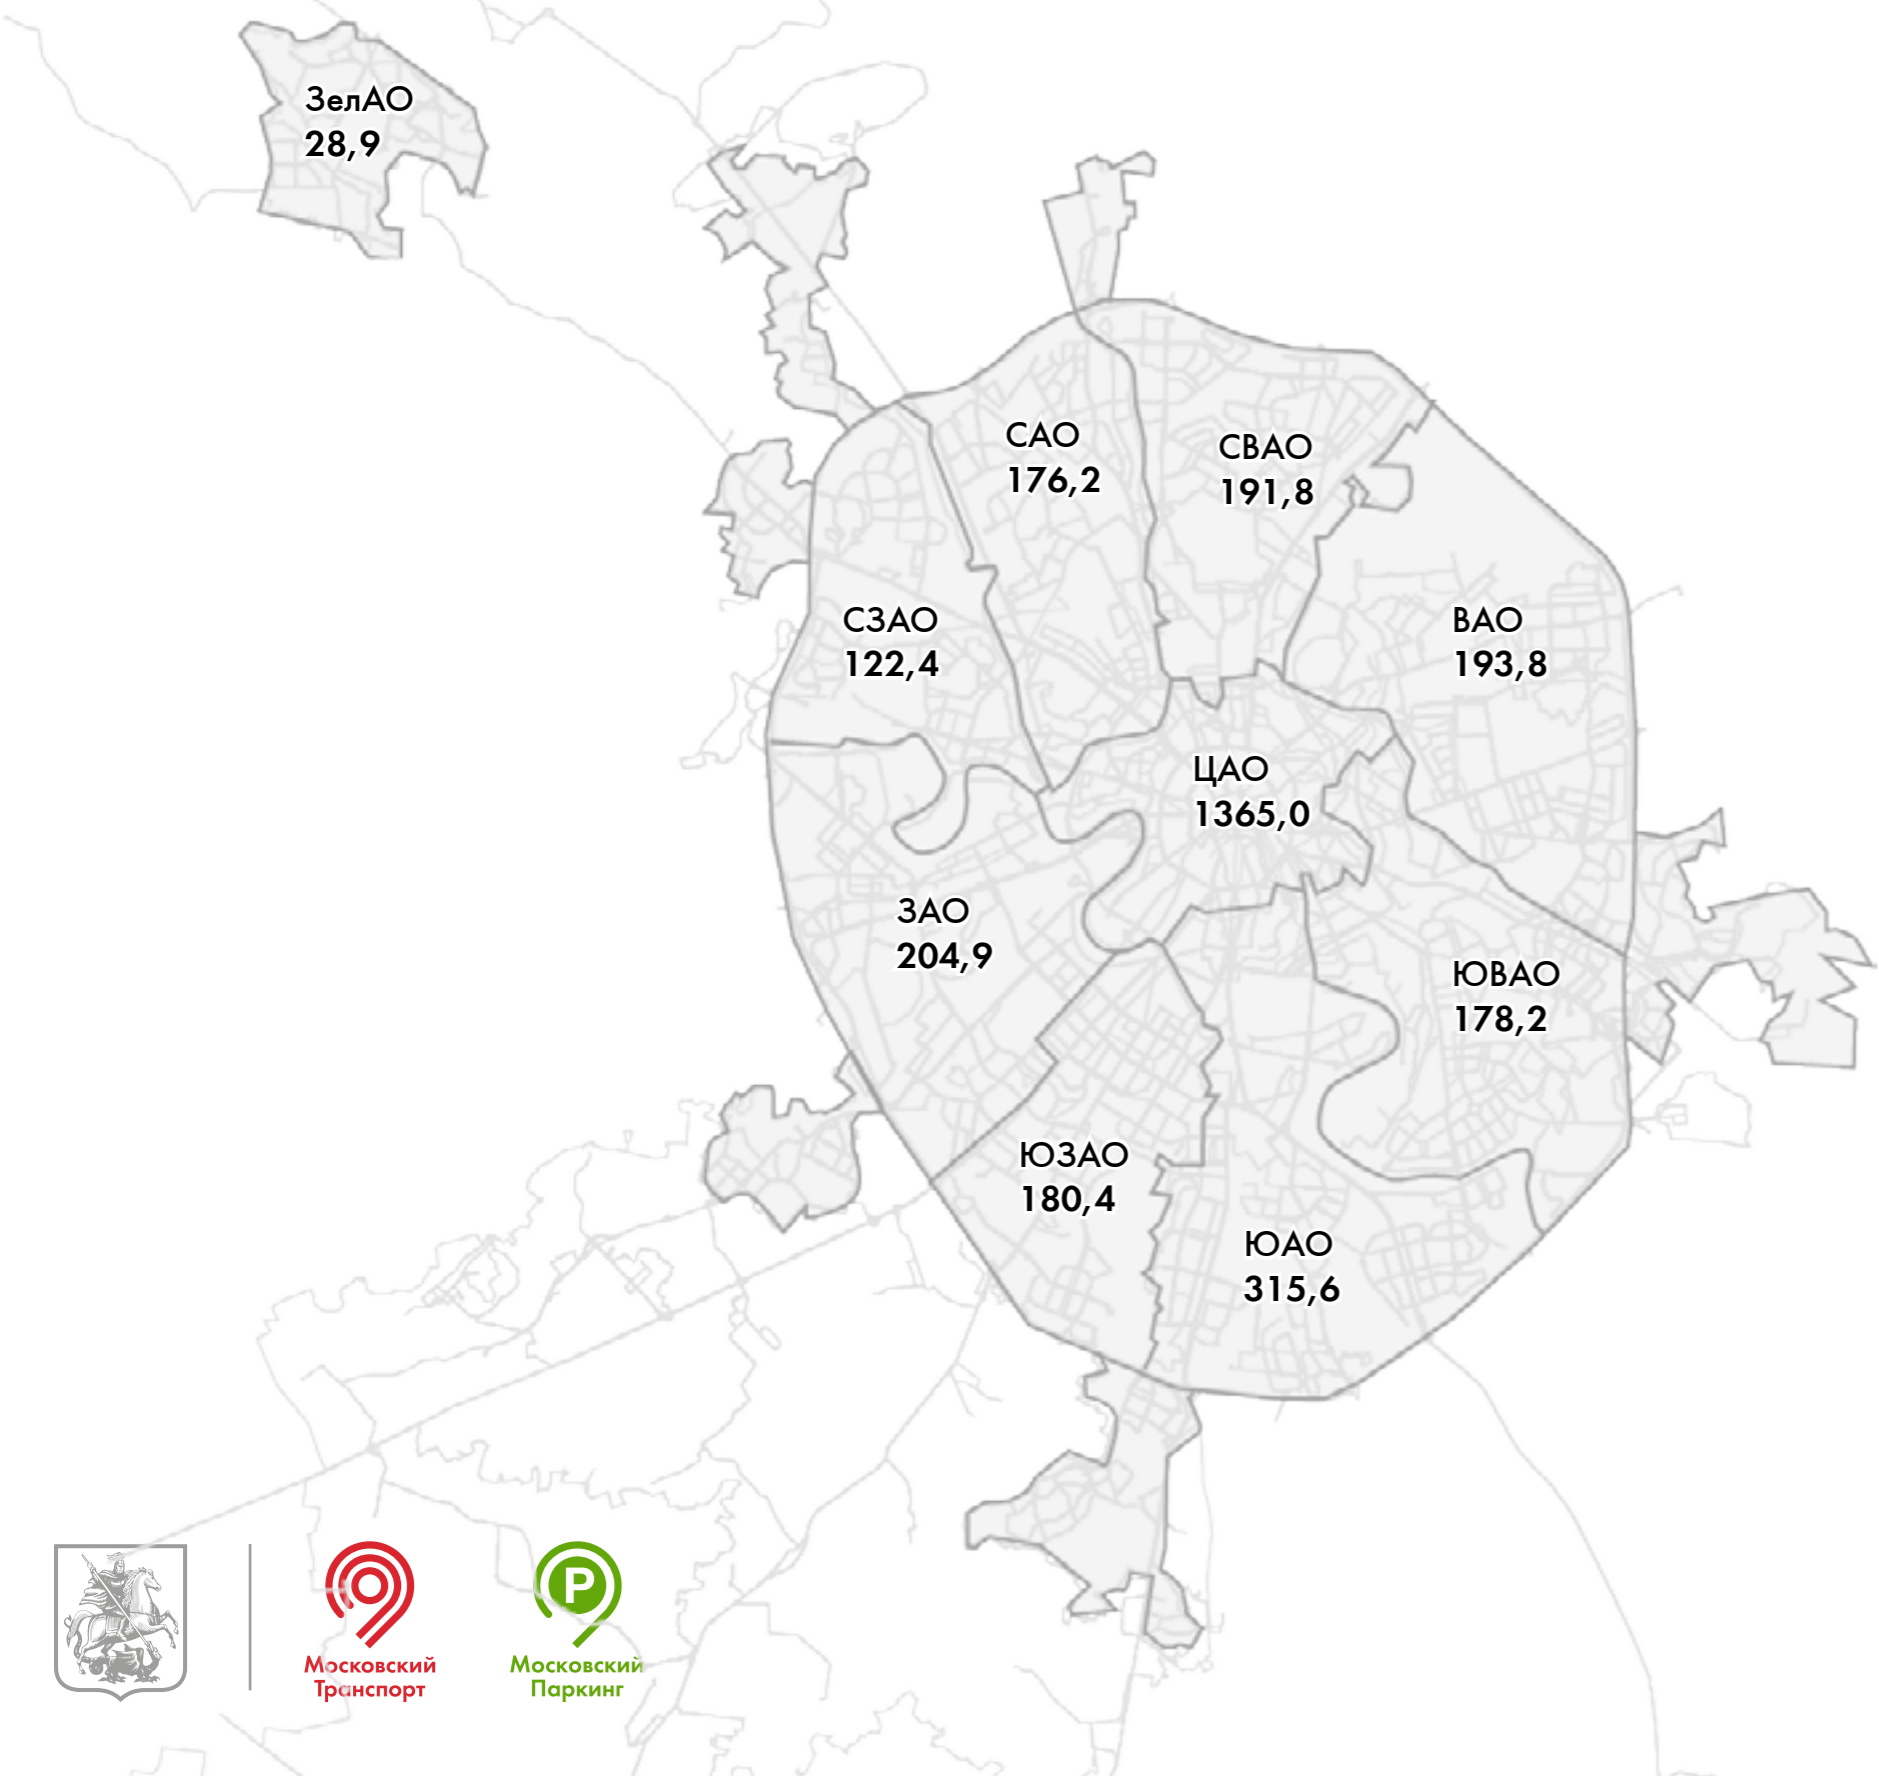 ЗелАО
28,9
САО
176,2
СВАО
191,8
СЗАО
122,4
ВАО
193,8
ЦАО
1365,0
ЗАО
204,9
ЮВАО
178,2
ЮЗАО
180,4
ЮАО
315,6
Московский
Транспорт
P
Московский
Паркинг